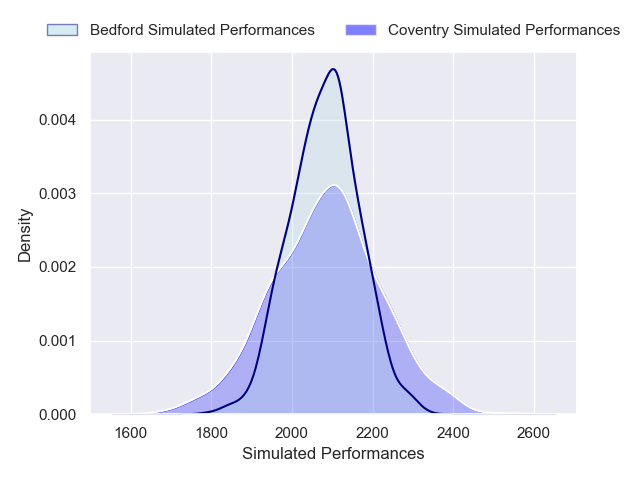 Bedford Simulated Performances
Coventry Simulated Performances
Density
0.004
0.003
0.002
0.001
0.000
1600 1800 2000 2200 2400 2600
Simulated Performances